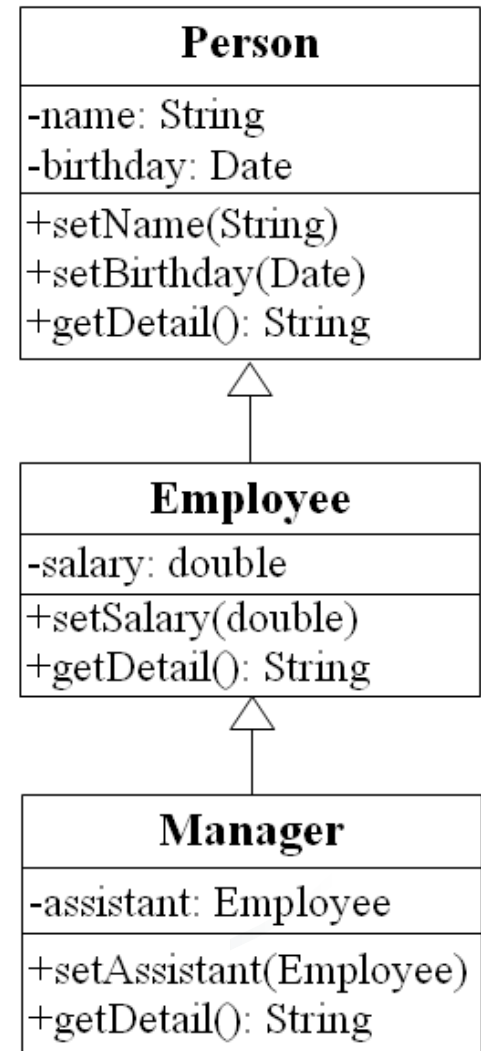 Person
-name: String
-birthday: Date
+setName(String)
+setBirthday(Date)
+getDetail(): String
Employee
-salary: double
+setSalary(double)
+getDetail(): String
Manager
-assistant: Employee
+setAssistant(Employee)
+getDetail(): String